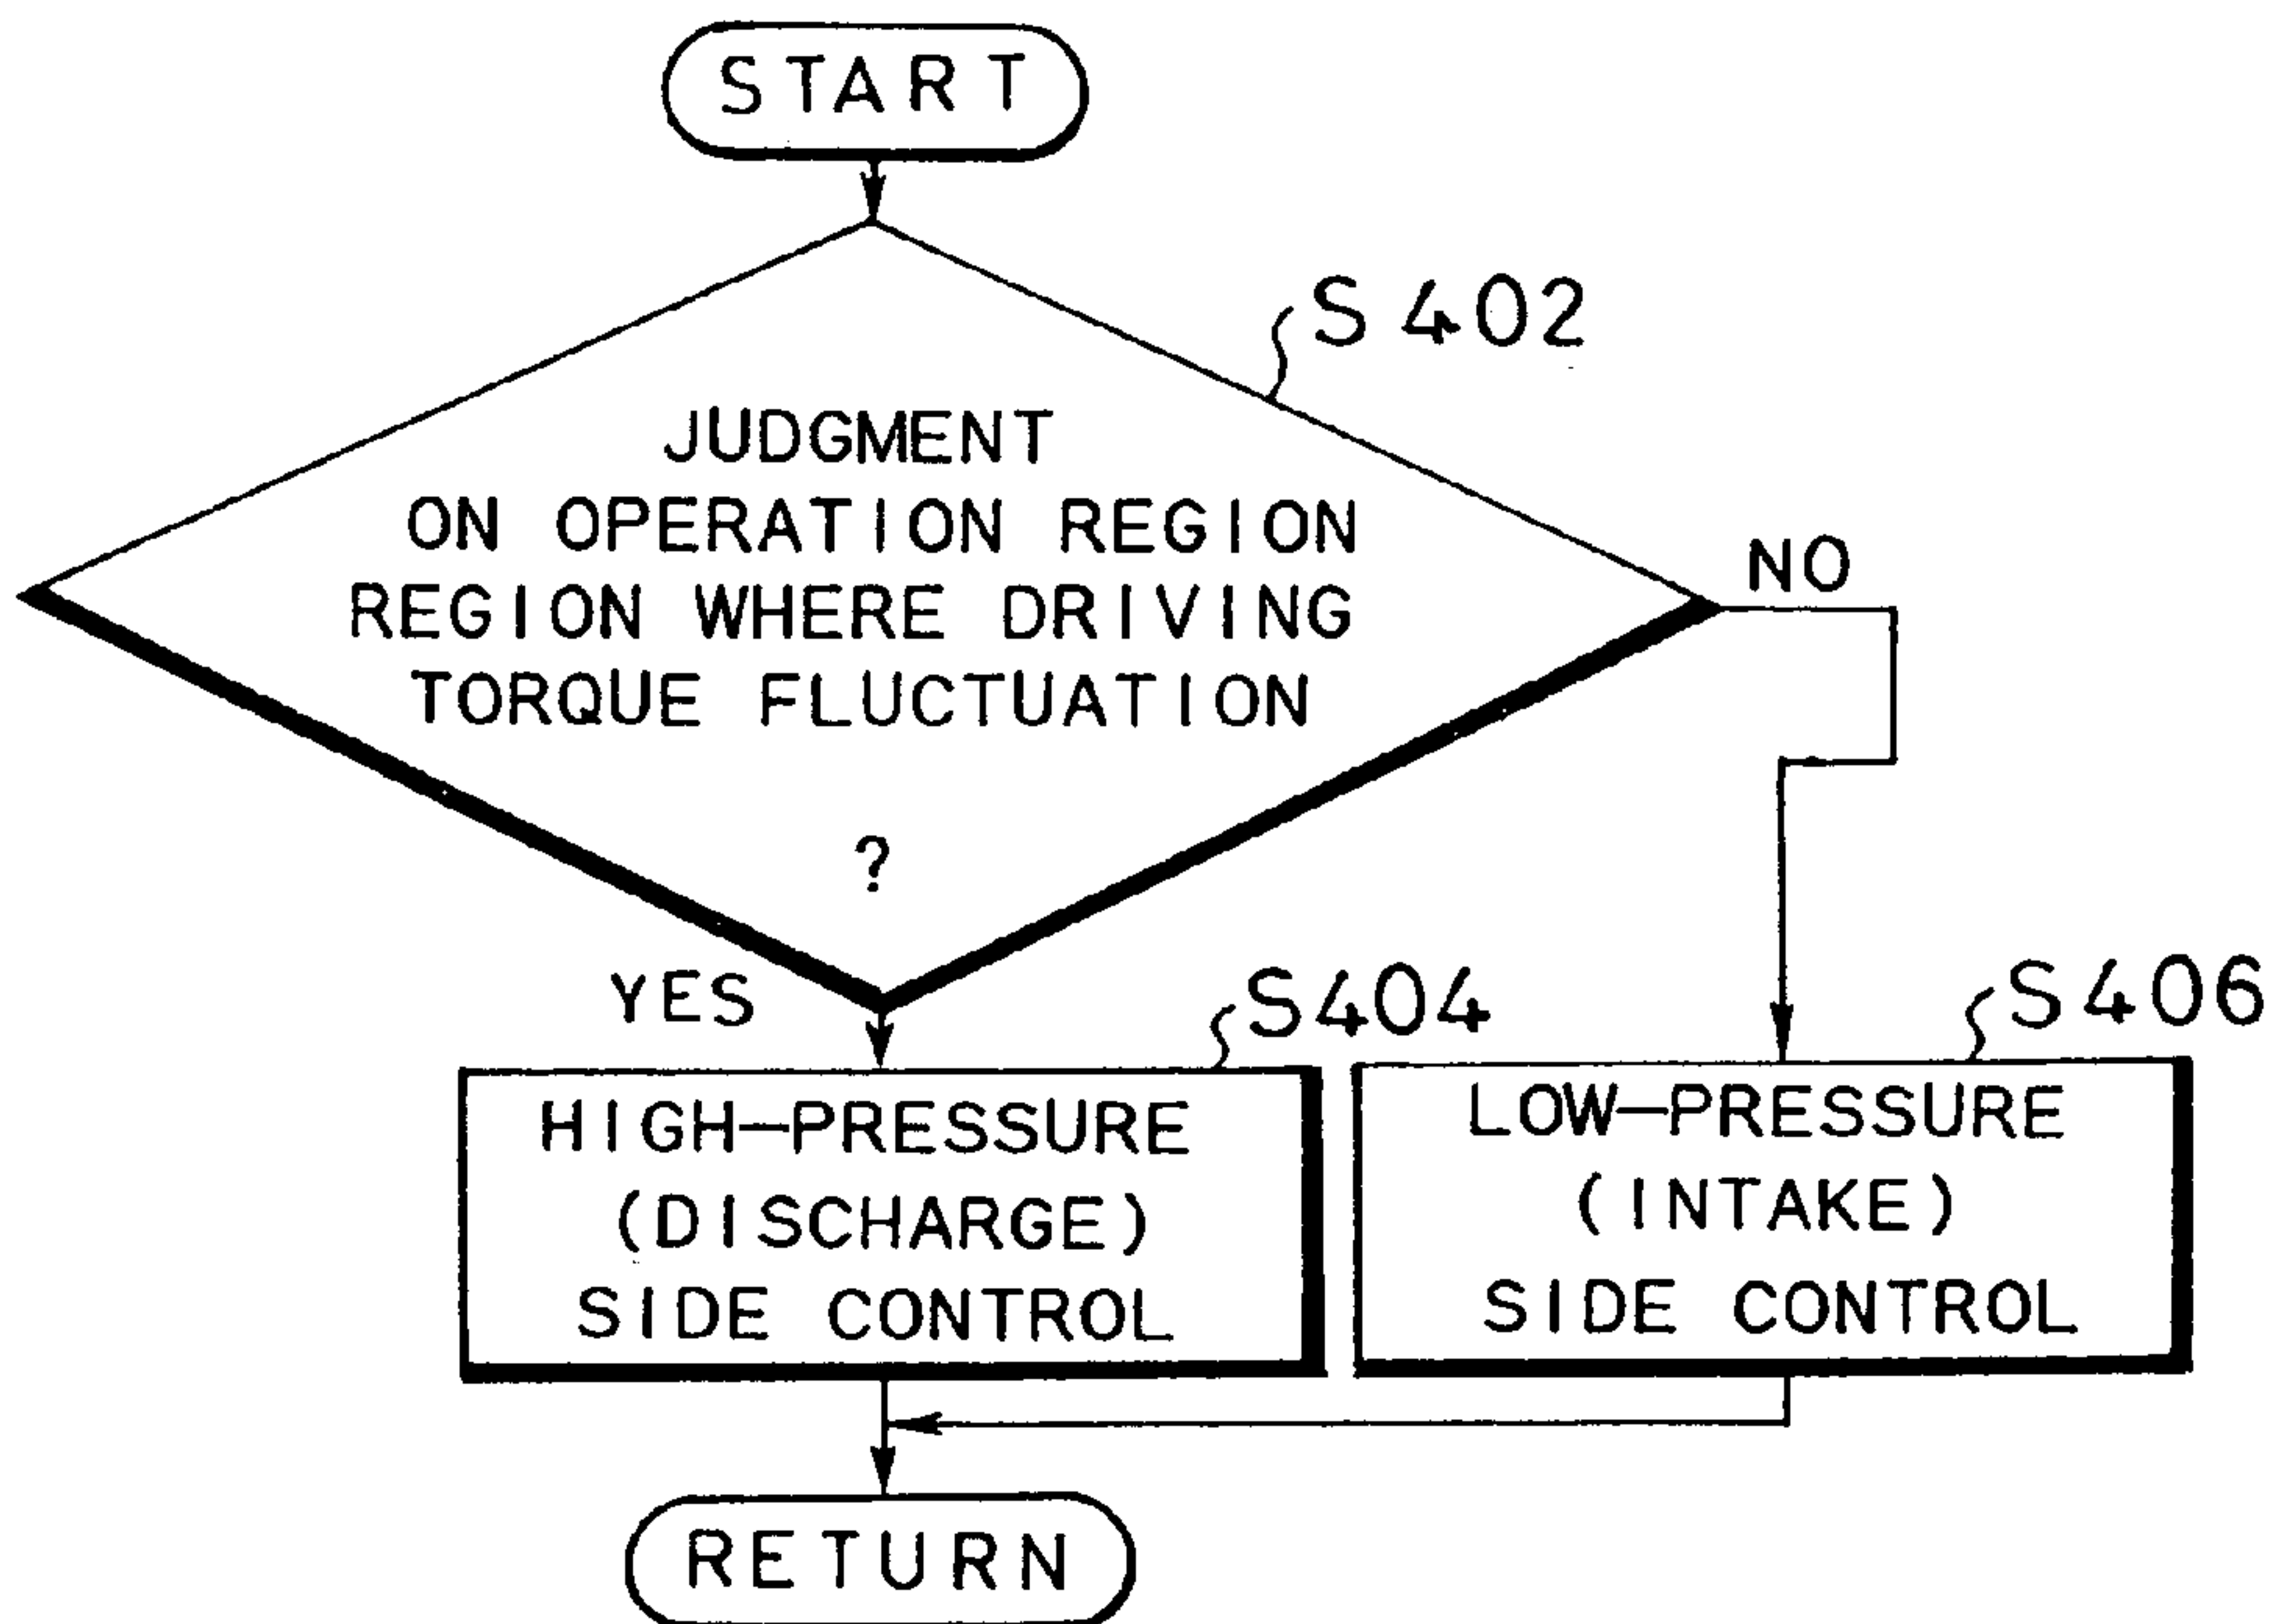 START
S402
JUDGMENT
ON OPERATION REGION
REGION WHERE DRIVING
TORQUE FLUCTUATION
?
NO
YES
S404
HIGH-PRESSURE
(DISCHARGE)
SIDE CONTROL
S406
LOW-PRESSURE
(INTAKE)
SIDE CONTROL
RETURN